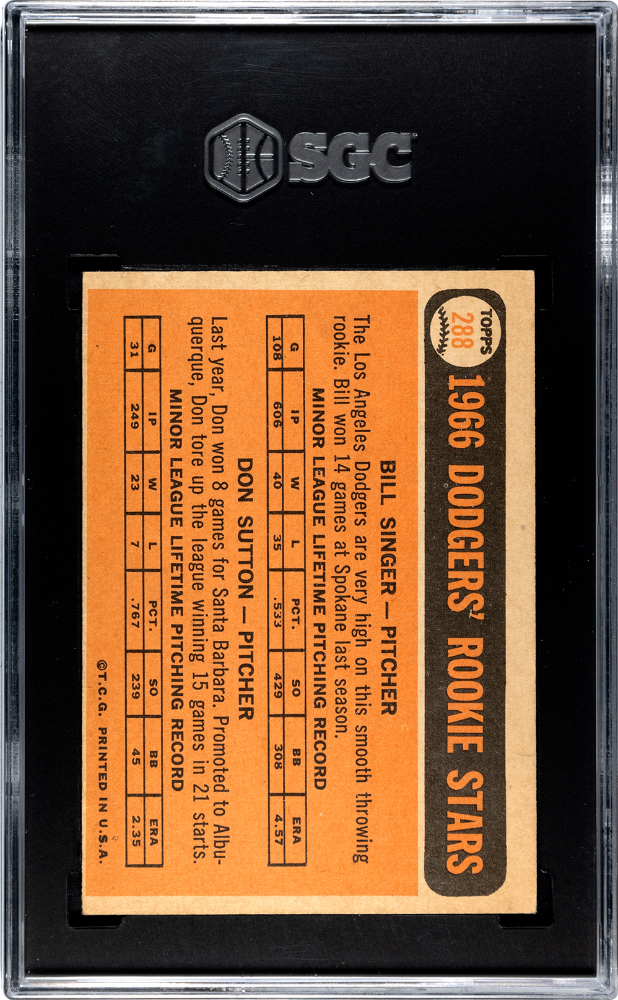 SGC
TOPPS
288
1966 DODGERS' ROOKIE STARS
BILL SINGER — PITCHER
The Los Angeles Dodgers are very high on this smooth throwing
rookie. Bill won 14 games at Spokane last season.
MINOR LEAGUE LIFETIME PITCHING RECORD
G IP W L PCT. SO BB ERA
108 606 40 35 .533 429 308 4.57
DON SUTTON — PITCHER
Last year, Don won 8 games for Santa Barbara. Promoted to Albu-
querque, Don tore up the league winning 15 games in 21 starts.
MINOR LEAGUE LIFETIME PITCHING RECORD
G IP W L PCT. SO BB ERA
31 249 23 7 .767 239 45 2.35
©T.C.G. PRINTED IN U.S.A.